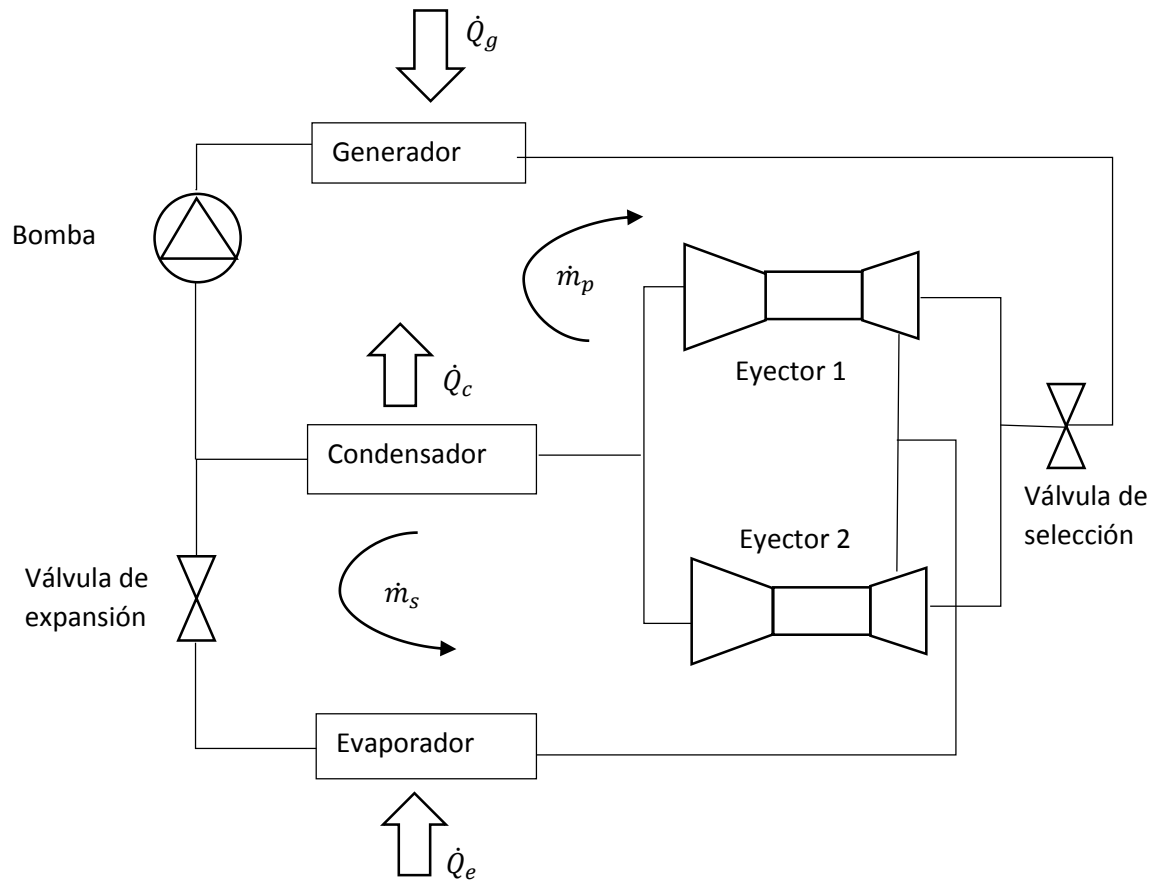 Q̇g
Generador
Bomba
ṁp
Eyector 1
Q̇c
Condensador
Válvula de
selección
Eyector 2
Válvula de
expansión
ṁs
Evaporador
Q̇e